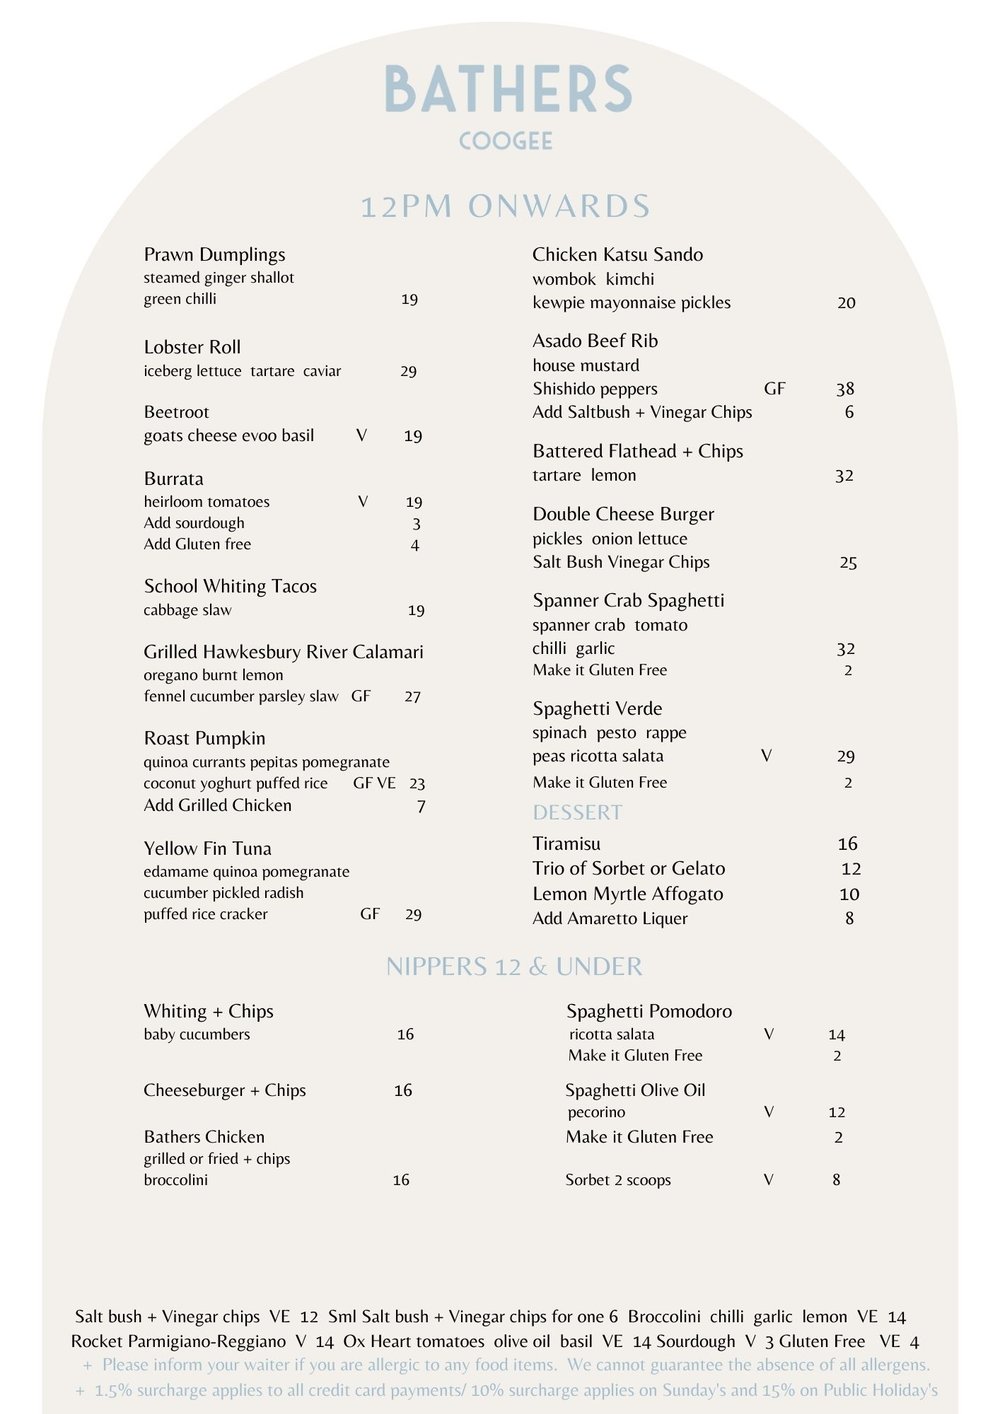 BATHERS
COOGEE
12PM ONWARDS
Prawn Dumplings
steamed ginger shallot
green chilli 19
Lobster Roll
iceberg lettuce tartare caviar 29
Beetroot
goats cheese evoo basil V 19
Burrata
heirloom tomatoes V 19
Add sourdough 3
Add Gluten free 4
School Whiting Tacos
cabbage slaw 19
Grilled Hawkesbury River Calamari
oregano burnt lemon
fennel cucumber parsley slaw GF 27
Roast Pumpkin
quinoa currants pepitas pomegranate
coconut yoghurt puffed rice GF VE 23
Add Grilled Chicken 7
Yellow Fin Tuna
edamame quinoa pomegranate
cucumber pickled radish
puffed rice cracker GF 29
Chicken Katsu Sando
wombok kimchi
kewpie mayonnaise pickles 20
Asado Beef Rib
house mustard
Shishido peppers GF 38
Add Saltbush + Vinegar Chips 6
Battered Flathead + Chips
tartare lemon 32
Double Cheese Burger
pickles onion lettuce
Salt Bush Vinegar Chips 25
Spanner Crab Spaghetti
spanner crab tomato
chilli garlic 32
Make it Gluten Free 2
Spaghetti Verde
spinach pesto rappe
peas ricotta salata V 29
Make it Gluten Free 2
DESSERT
Tiramisu 16
Trio of Sorbet or Gelato 12
Lemon Myrtle Affogato 10
Add Amaretto Liquer 8
NIPPERS 12 & UNDER
Whiting + Chips
baby cucumbers 16
Cheeseburger + Chips 16
Bathers Chicken
grilled or fried + chips
broccolini 16
Spaghetti Pomodoro
ricotta salata V 14
Make it Gluten Free 2
Spaghetti Olive Oil
pecorino V 12
Make it Gluten Free 2
Sorbet 2 scoops V 8
Salt bush + Vinegar chips VE 12 Sml Salt bush + Vinegar chips for one 6 Broccolini chilli garlic lemon VE 14
Rocket Parmigiano-Reggiano V 14 Ox Heart tomatoes olive oil basil VE 14 Sourdough V 3 Gluten Free VE 4
+ Please inform your waiter if you are allergic to any food items. We cannot guarantee the absence of all allergens.
+ 1.5% surcharge applies to all credit card payments/ 10% surcharge applies on Sunday's and 15% on Public Holiday's